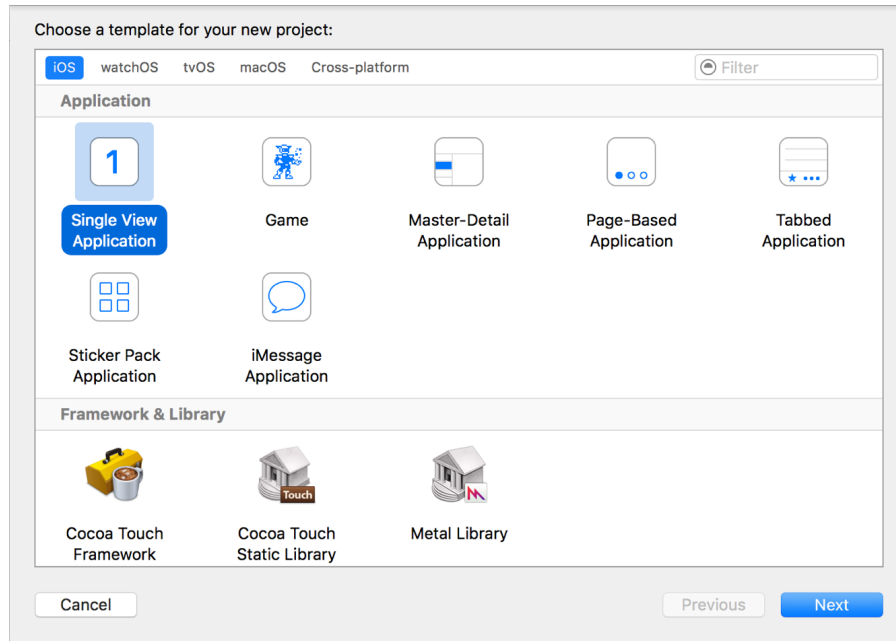 Choose a template for your new project:
iOS watchOS tvOS macOS Cross-platform Filter
Application
1
Single View
Application
Game
Master-Detail
Application
Page-Based
Application
Tabbed
Application
Sticker Pack
Application
iMessage
Application
Framework & Library
Touch
Cocoa Touch
Framework
Cocoa Touch
Static Library
Metal Library
Cancel Previous Next